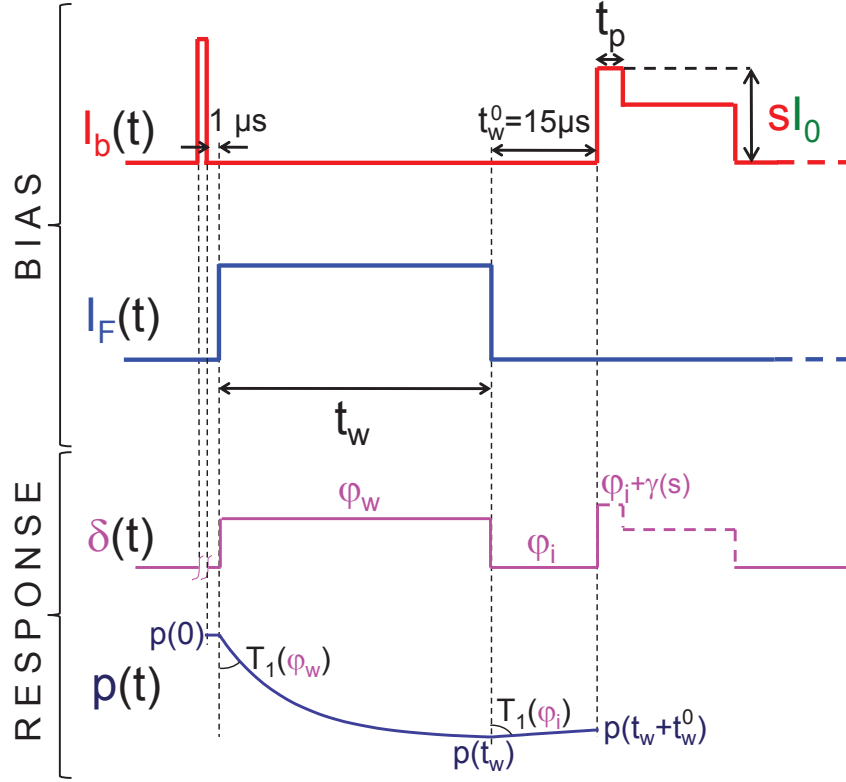 BIAS
t_p
1 μs
t_w^0=15μs
I_b(t)
sI_0
I_F(t)
t_w
RESPONSE
φ_w
φ_i+γ(s)
δ(t)
φ_i
p(0)
T_1(φ_w)
p(t)
T_1(φ_i)
p(t_w+t_w^0)
p(t_w)